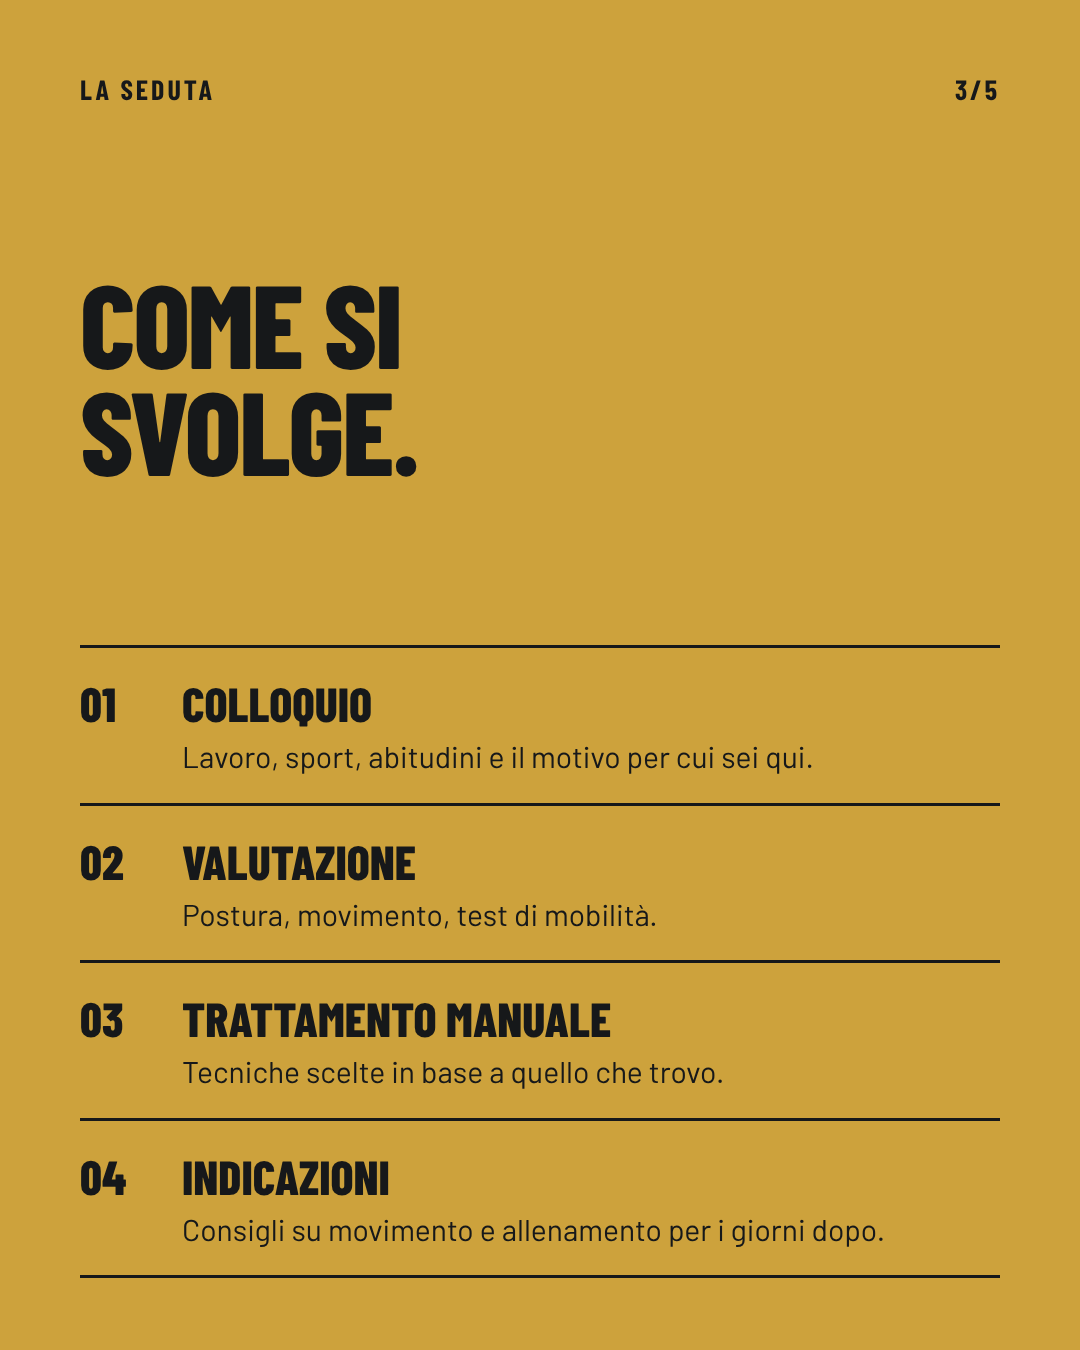 LA SEDUTA
3/5
COME SI
SVOLGE.
01 COLLOQUIO
Lavoro, sport, abitudini e il motivo per cui sei qui.
02 VALUTAZIONE
Postura, movimento, test di mobilità.
03 TRATTAMENTO MANUALE
Tecniche scelte in base a quello che trovo.
04 INDICAZIONI
Consigli su movimento e allenamento per i giorni dopo.